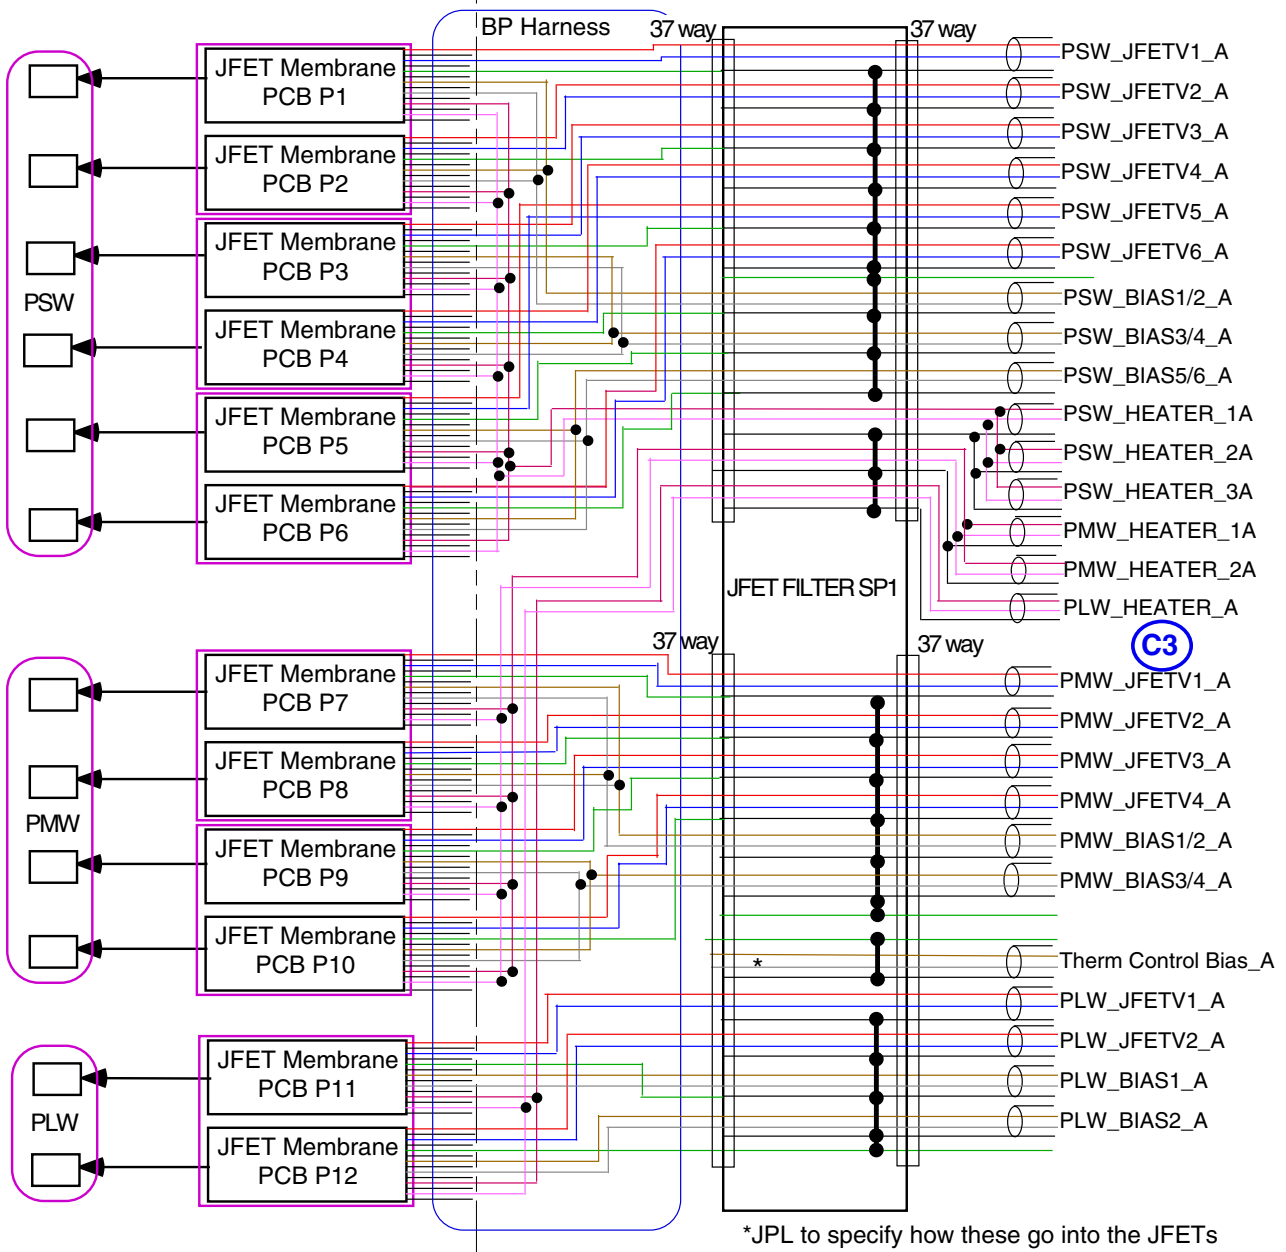 BP Harness
37 way
37 way
JFET Membrane
PCB P1
JFET Membrane
PCB P2
JFET Membrane
PCB P3
JFET Membrane
PCB P4
JFET Membrane
PCB P5
JFET Membrane
PCB P6
PSW
PSW_JFETV1_A
PSW_JFETV2_A
PSW_JFETV3_A
PSW_JFETV4_A
PSW_JFETV5_A
PSW_JFETV6_A
PSW_BIAS1/2_A
PSW_BIAS3/4_A
PSW_BIAS5/6_A
PSW_HEATER_1A
PSW_HEATER_2A
PSW_HEATER_3A
PMW_HEATER_1A
PMW_HEATER_2A
PLW_HEATER_A
JFET FILTER SP1
C3
37 way
37 way
JFET Membrane
PCB P7
JFET Membrane
PCB P8
JFET Membrane
PCB P9
JFET Membrane
PCB P10
PMW
PMW_JFETV1_A
PMW_JFETV2_A
PMW_JFETV3_A
PMW_JFETV4_A
PMW_BIAS1/2_A
PMW_BIAS3/4_A
*
Therm Control Bias_A
JFET Membrane
PCB P11
JFET Membrane
PCB P12
PLW
PLW_JFETV1_A
PLW_JFETV2_A
PLW_BIAS1_A
PLW_BIAS2_A
*JPL to specify how these go into the JFETs